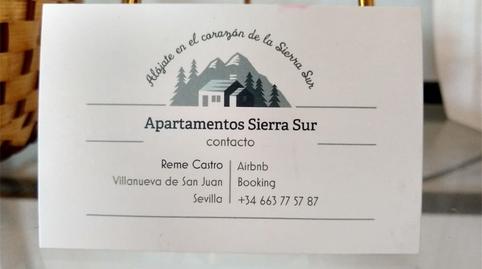 Alójate en el corazón de la Sierra Sur
Apartamentos Sierra Sur
contacto
Reme Castro
Villanueva de San Juan
Sevilla
Airbnb
Booking
+34 663 77 57 87